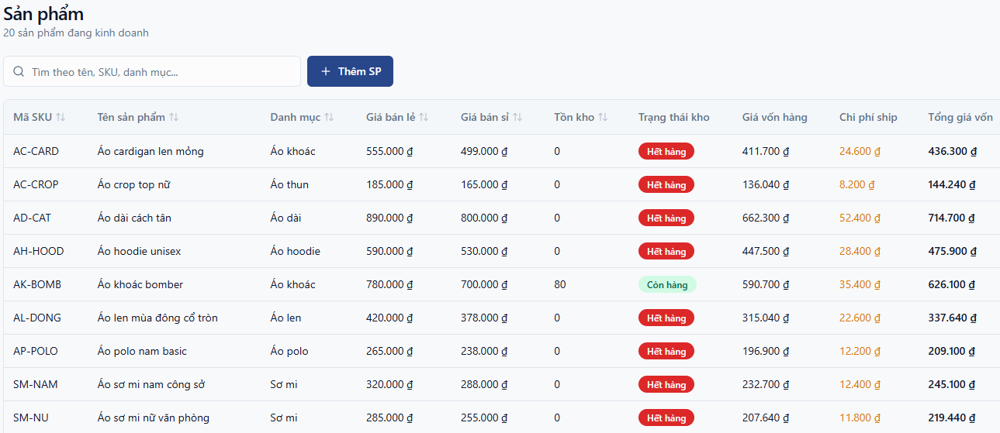 Sản phẩm
20 sản phẩm đang kinh doanh
Tìm theo tên, SKU, danh mục...
+ Thêm SP
Mã SKU Tên sản phẩm Danh mục Giá bán lẻ Giá bán sỉ Tồn kho Trạng thái kho Giá vốn hàng Chi phí ship Tổng giá vốn
AC-CARD Áo cardigan len mỏng Áo khoác 555.000 ₫ 499.000 ₫ 0 Hết hàng 411.700 ₫ 24.600 ₫ 436.300 ₫
AC-CROP Áo crop top nữ Áo thun 185.000 ₫ 165.000 ₫ 0 Hết hàng 136.040 ₫ 8.200 ₫ 144.240 ₫
AD-CAT Áo dài cách tân Áo dài 890.000 ₫ 800.000 ₫ 0 Hết hàng 662.300 ₫ 52.400 ₫ 714.700 ₫
AH-HOOD Áo hoodie unisex Áo hoodie 590.000 ₫ 530.000 ₫ 0 Hết hàng 447.500 ₫ 28.400 ₫ 475.900 ₫
AK-BOMB Áo khoác bomber Áo khoác 780.000 ₫ 700.000 ₫ 80 Còn hàng 590.700 ₫ 35.400 ₫ 626.100 ₫
AL-DONG Áo len mùa đông cổ tròn Áo len 420.000 ₫ 378.000 ₫ 0 Hết hàng 315.040 ₫ 22.600 ₫ 337.640 ₫
AP-POLO Áo polo nam basic Áo polo 265.000 ₫ 238.000 ₫ 0 Hết hàng 196.900 ₫ 12.200 ₫ 209.100 ₫
SM-NAM Áo sơ mi nam công sở Sơ mi 320.000 ₫ 288.000 ₫ 0 Hết hàng 232.700 ₫ 12.400 ₫ 245.100 ₫
SM-NU Áo sơ mi nữ văn phòng Sơ mi 285.000 ₫ 255.000 ₫ 0 Hết hàng 207.640 ₫ 11.800 ₫ 219.440 ₫